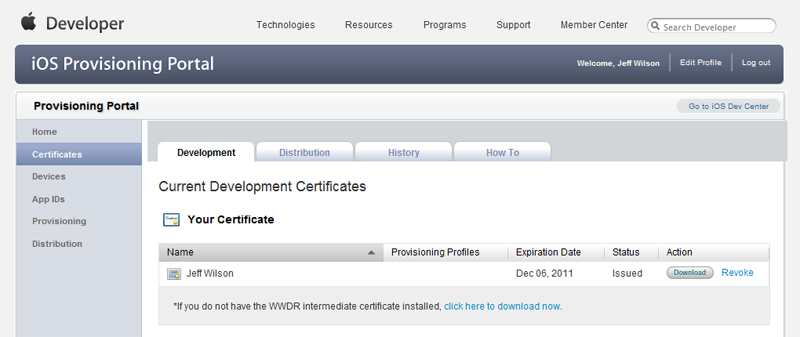 Developer
Technologies Resources Programs Support Member Center Search Developer
iOS Provisioning Portal
Welcome, Jeff Wilson Edit Profile Log out
Provisioning Portal
Go to iOS Dev Center
Home
Certificates
Devices
App IDs
Provisioning
Distribution
Development Distribution History How To
Current Development Certificates
Your Certificate
Name Provisioning Profiles Expiration Date Status Action
Jeff Wilson Dec 06, 2011 Issued Download Revoke
*If you do not have the WWDR intermediate certificate installed, click here to download now.